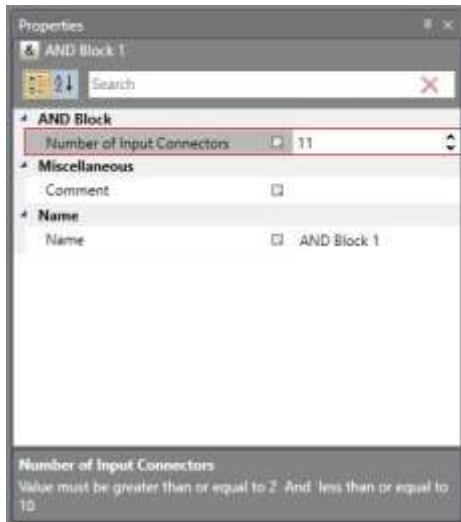 Properties
& AND Block 1
Search
AND Block
Number of Input Connectors 11
Miscellaneous
Comment
Name
Name AND Block 1
Number of Input Connectors
Value must be greater than or equal to 2 And less than or equal to
10